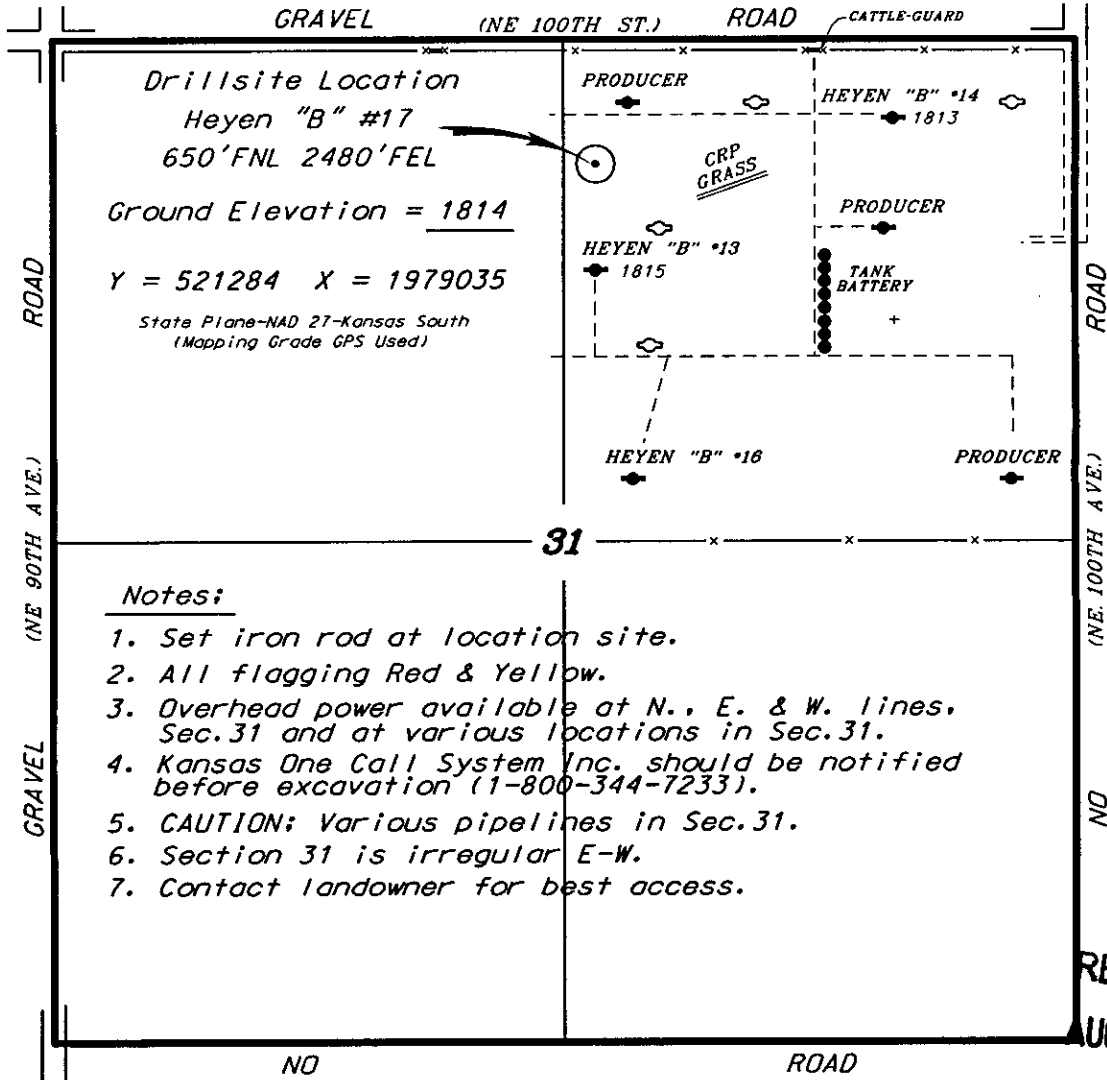 GRAVEL (NE 100TH ST.) ROAD
CATTLE-GUARD
Drillsite Location
Heyen "B" #17
650'FNL 2480'FEL
Ground Elevation = 1814
Y = 521284 X = 1979035
State Plane-NAD 27-Kansas South
(Mapping Grade GPS Used)
PRODUCER
HEYEN "B" #14
1813
CRP
GRASS
PRODUCER
HEYEN "B" #13
1815
TANK
BATTERY
HEYEN "B" #16
PRODUCER
31
Notes:
1. Set iron rod at location site.
2. All flagging Red & Yellow.
3. Overhead power available at N., E. & W. lines,
Sec.31 and at various locations in Sec.31.
4. Kansas One Call System Inc. should be notified
before excavation (1-800-344-7233).
5. CAUTION: Various pipelines in Sec.31.
6. Section 31 is irregular E-W.
7. Contact landowner for best access.
GRAVEL (NE 90TH AVE.) ROAD
NO (NE. 100TH AVE.) ROAD
NO ROAD